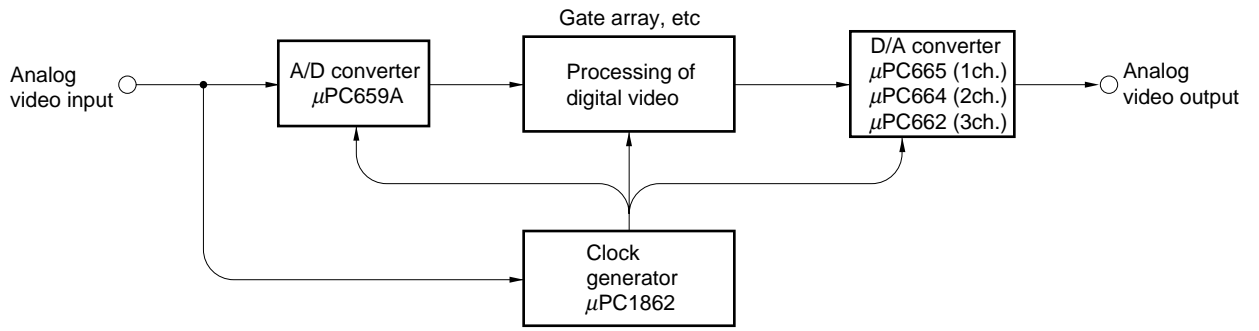 Gate array, etc
Analog
video input
A/D converter
μPC659A
Processing of
digital video
D/A converter
μPC665 (1ch.)
μPC664 (2ch.)
μPC662 (3ch.)
Analog
video output
Clock
generator
μPC1862